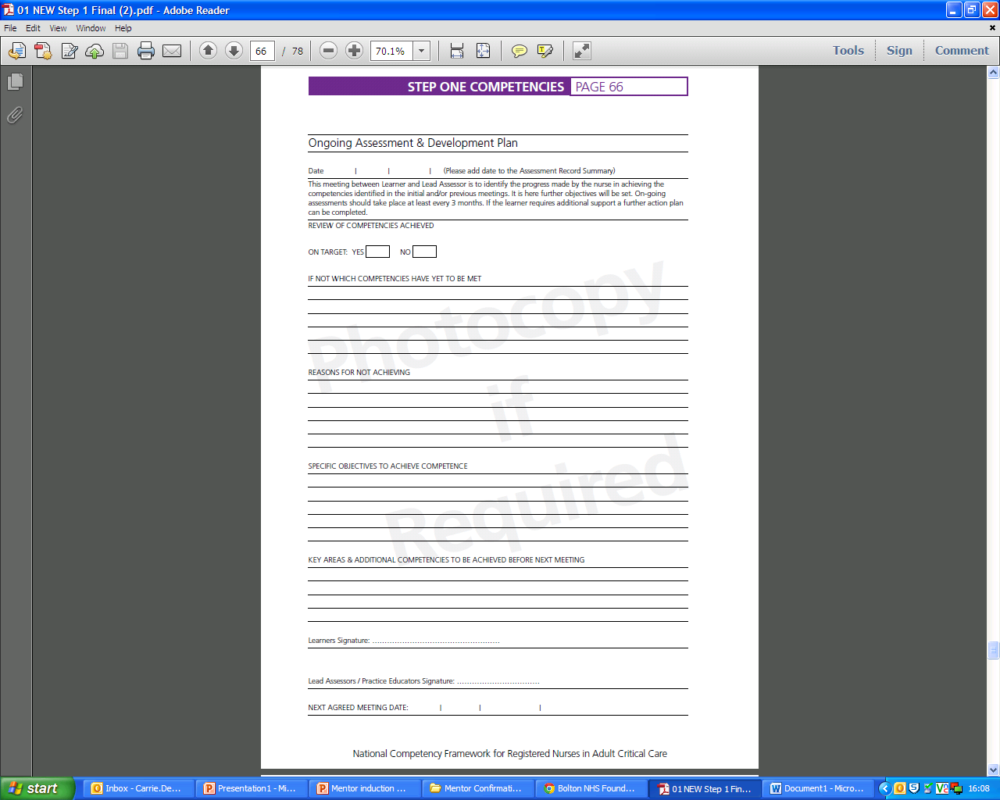 01 NEW Step 1 Final (2).pdf - Adobe Reader
File Edit View Window Help
66 / 78 70.1% Tools Sign Comment
STEP ONE COMPETENCIES PAGE 66
Ongoing Assessment & Development Plan
Date | | | (Please add date to the Assessment Record Summary)
This meeting between Learner and Lead Assessor is to identify the progress made by the nurse in achieving the
competencies identified in the initial and/or previous meetings. It is here further objectives will be set. On-going
assessments should take place at least every 3 months. If the learner requires additional support a further action plan
can be completed.
REVIEW OF COMPETENCIES ACHIEVED
ON TARGET: YES NO
IF NOT WHICH COMPETENCIES HAVE YET TO BE MET
Photocopy
REASONS FOR NOT ACHIEVING
if
SPECIFIC OBJECTIVES TO ACHIEVE COMPETENCE
Required
KEY AREAS & ADDITIONAL COMPETENCIES TO BE ACHIEVED BEFORE NEXT MEETING
Learners Signature: ......................................................
Lead Assessors / Practice Educators Signature: ...................................
NEXT AGREED MEETING DATE: | | |
National Competency Framework for Registered Nurses in Adult Critical Care
start Inbox - Carrie.De... Presentation1 - Mi... Mentor induction ... Mentor Confirmati... Bolton NHS Found... 01 NEW Step 1 Fin... Document1 - Micro... 16:08